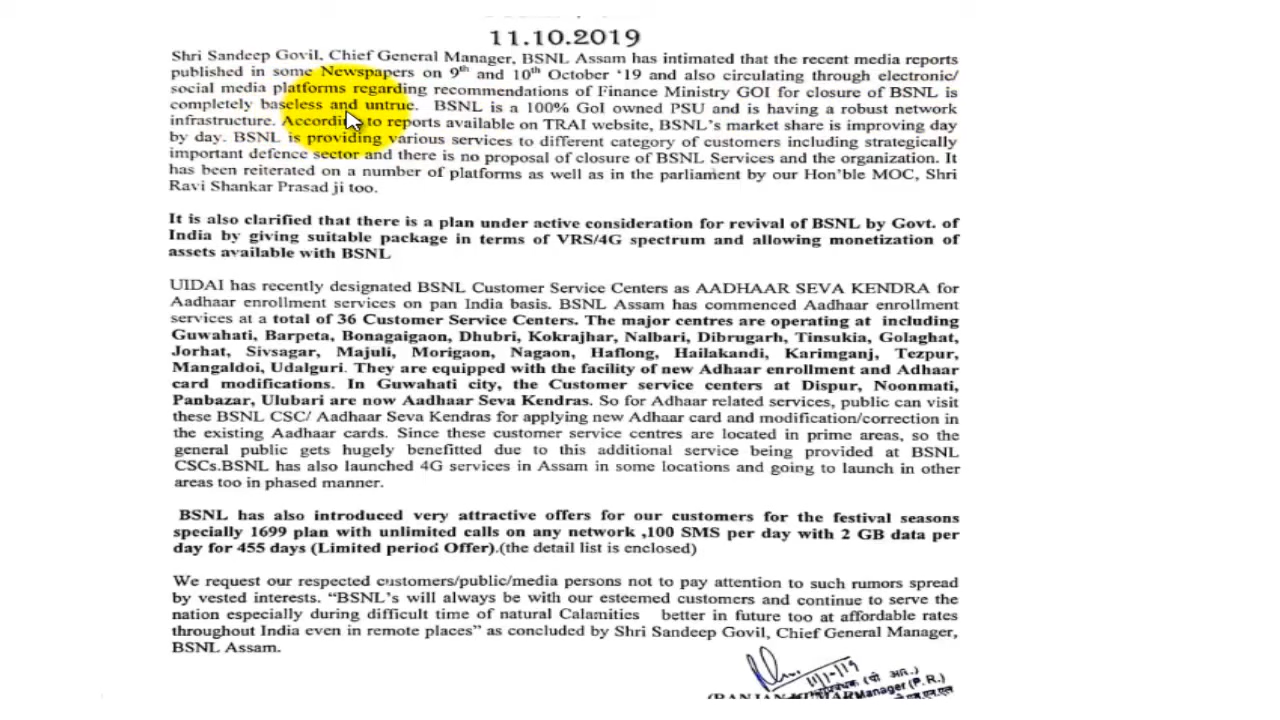 11.10.2019
Shri Sandeep Govil, Chief General Manager, BSNL Assam has intimated that the recent media reports
published in some Newspapers on 9th and 10th October '19 and also circulating through electronic/
social media platforms regarding recommendations of Finance Ministry GOI for closure of BSNL is
completely baseless and untrue. BSNL is a 100% GoI owned PSU and is having a robust network
infrastructure. According to reports available on TRAI website, BSNL's market share is improving day
by day. BSNL is providing various services to different category of customers including strategically
important defence sector and there is no proposal of closure of BSNL Services and the organization. It
has been reiterated on a number of platforms as well as in the parliament by our Hon'ble MOC, Shri
Ravi Shankar Prasad ji too.
It is also clarified that there is a plan under active consideration for revival of BSNL by Govt. of
India by giving suitable package in terms of VRS/4G spectrum and allowing monetization of
assets available with BSNL
UIDAI has recently designated BSNL Customer Service Centers as AADHAAR SEVA KENDRA for
Aadhaar enrollment services on pan India basis. BSNL Assam has commenced Aadhaar enrollment
services at a total of 36 Customer Service Centers. The major centres are operating at including
Guwahati, Barpeta, Bonagaigaon, Dhubri, Kokrajhar, Nalbari, Dibrugarh, Tinsukia, Golaghat,
Jorhat, Sivsagar, Majuli, Morigaon, Nagaon, Haflong, Hailakandi, Karimganj, Tezpur,
Mangaldoi, Udalguri. They are equipped with the facility of new Adhaar enrollment and Adhaar
card modifications. In Guwahati city, the Customer service centers at Dispur, Noonmati,
Panbazar, Ulubari are now Aadhaar Seva Kendras. So for Adhaar related services, public can visit
these BSNL CSC/ Aadhaar Seva Kendras for applying new Adhaar card and modification/correction in
the existing Aadhaar cards. Since these customer service centres are located in prime areas, so the
general public gets hugely benefitted due to this additional service being provided at BSNL
CSCs.BSNL has also launched 4G services in Assam in some locations and going to launch in other
areas too in phased manner.
BSNL has also introduced very attractive offers for our customers for the festival seasons
specially 1699 plan with unlimited calls on any network ,100 SMS per day with 2 GB data per
day for 455 days (Limited period Offer).(the detail list is enclosed)
We request our respected customers/public/media persons not to pay attention to such rumors spread
by vested interests. "BSNL's will always be with our esteemed customers and continue to serve the
nation especially during difficult time of natural Calamities better in future too at affordable rates
throughout India even in remote places" as concluded by Shri Sandeep Govil, Chief General Manager,
BSNL Assam.
11/10/19
Manager (P.R.)